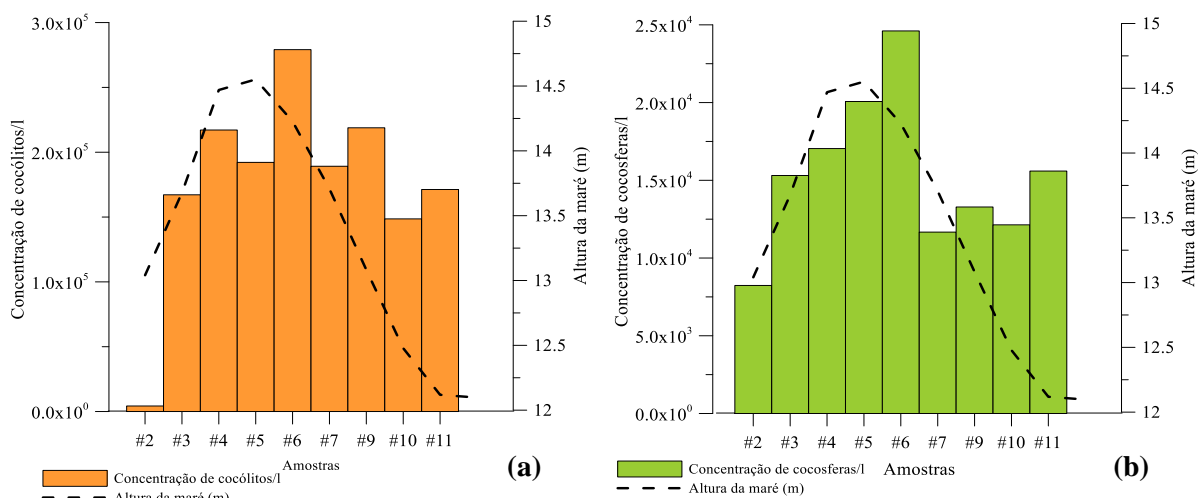 3.0x10⁵
2.0x10⁵
1.0x10⁵
0.0x10⁰
Concentração de cocólitos/l
15
14.5
14
13.5
13
12.5
12
Altura da maré (m)
#2 #3 #4 #5 #6 #7 #9 #10 #11
Amostras
Concentração de cocólitos/l
Altura da maré (m)
(a)
2.5x10⁴
2.0x10⁴
1.5x10⁴
1.0x10⁴
5.0x10³
0.0x10⁰
Concentração de cocosferas/l
15
14.5
14
13.5
13
12.5
12
Altura da maré (m)
#2 #3 #4 #5 #6 #7 #9 #10 #11
Concentração de cocosferas/l Amostras
Altura da maré (m)
(b)